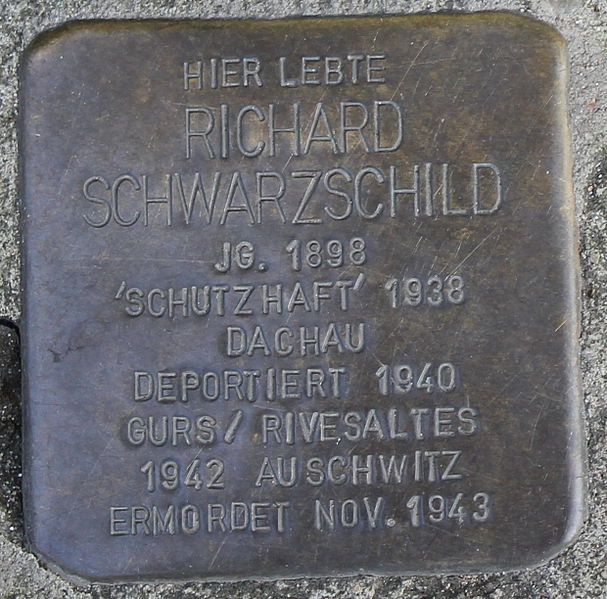 HIER LEBTE
RICHARD
SCHWARZSCHILD
JG. 1898
'SCHUTZHAFT' 1938
DACHAU
DEPORTIERT 1940
GURS/ RIVESALTES
1942 AUSCHWITZ
ERMORDET NOV. 1943